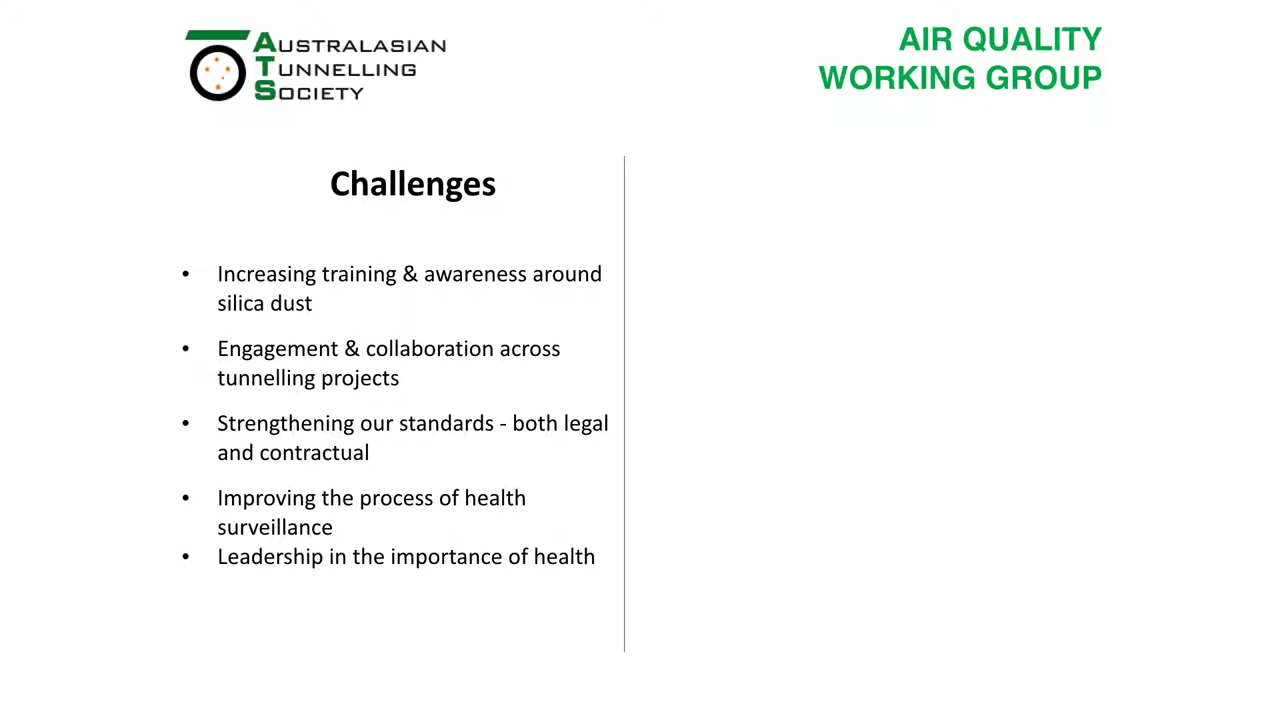 AUSTRALASIAN
TUNNELLING
SOCIETY
AIR QUALITY
WORKING GROUP
Challenges
• Increasing training & awareness around
silica dust
• Engagement & collaboration across
tunnelling projects
• Strengthening our standards - both legal
and contractual
• Improving the process of health
surveillance
• Leadership in the importance of health